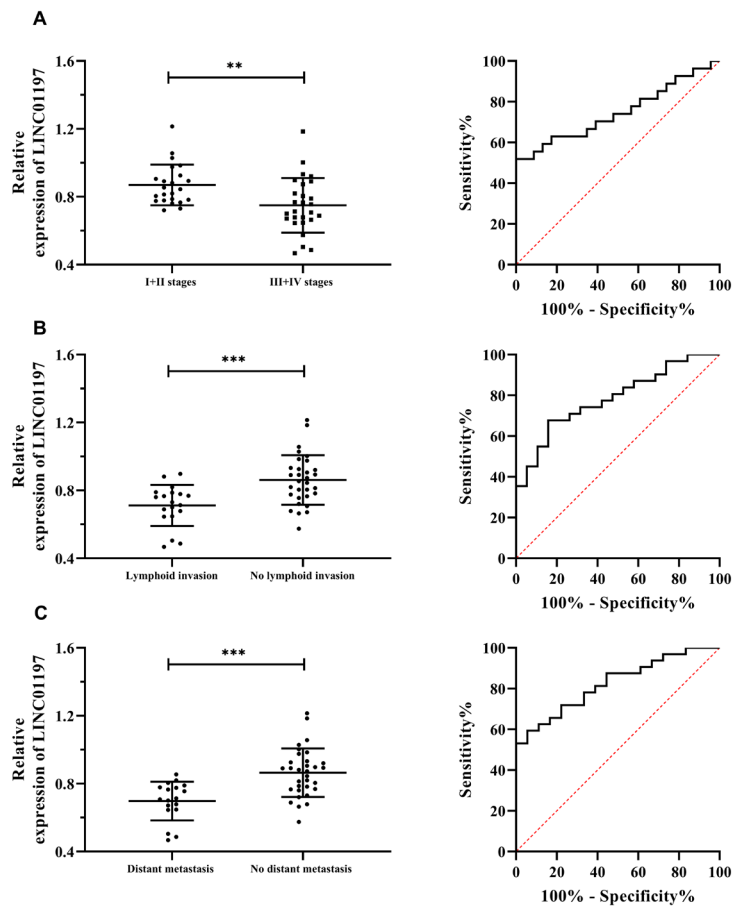 A
Relative
expression of LINC01197
1.6
1.2
0.8
0.4
**
I+II stages
III+IV stages
Sensitivity%
100
80
60
40
20
0
0 20 40 60 80 100
100% - Specificity%
B
Relative
expression of LINC01197
1.6
1.2
0.8
0.4
***
Lymphoid invasion
No lymphoid invasion
Sensitivity%
100
80
60
40
20
0
0 20 40 60 80 100
100% - Specificity%
C
Relative
expression of LINC01197
1.6
1.2
0.8
0.4
***
Distant metastasis
No distant metastasis
Sensitivity%
100
80
60
40
20
0
0 20 40 60 80 100
100% - Specificity%